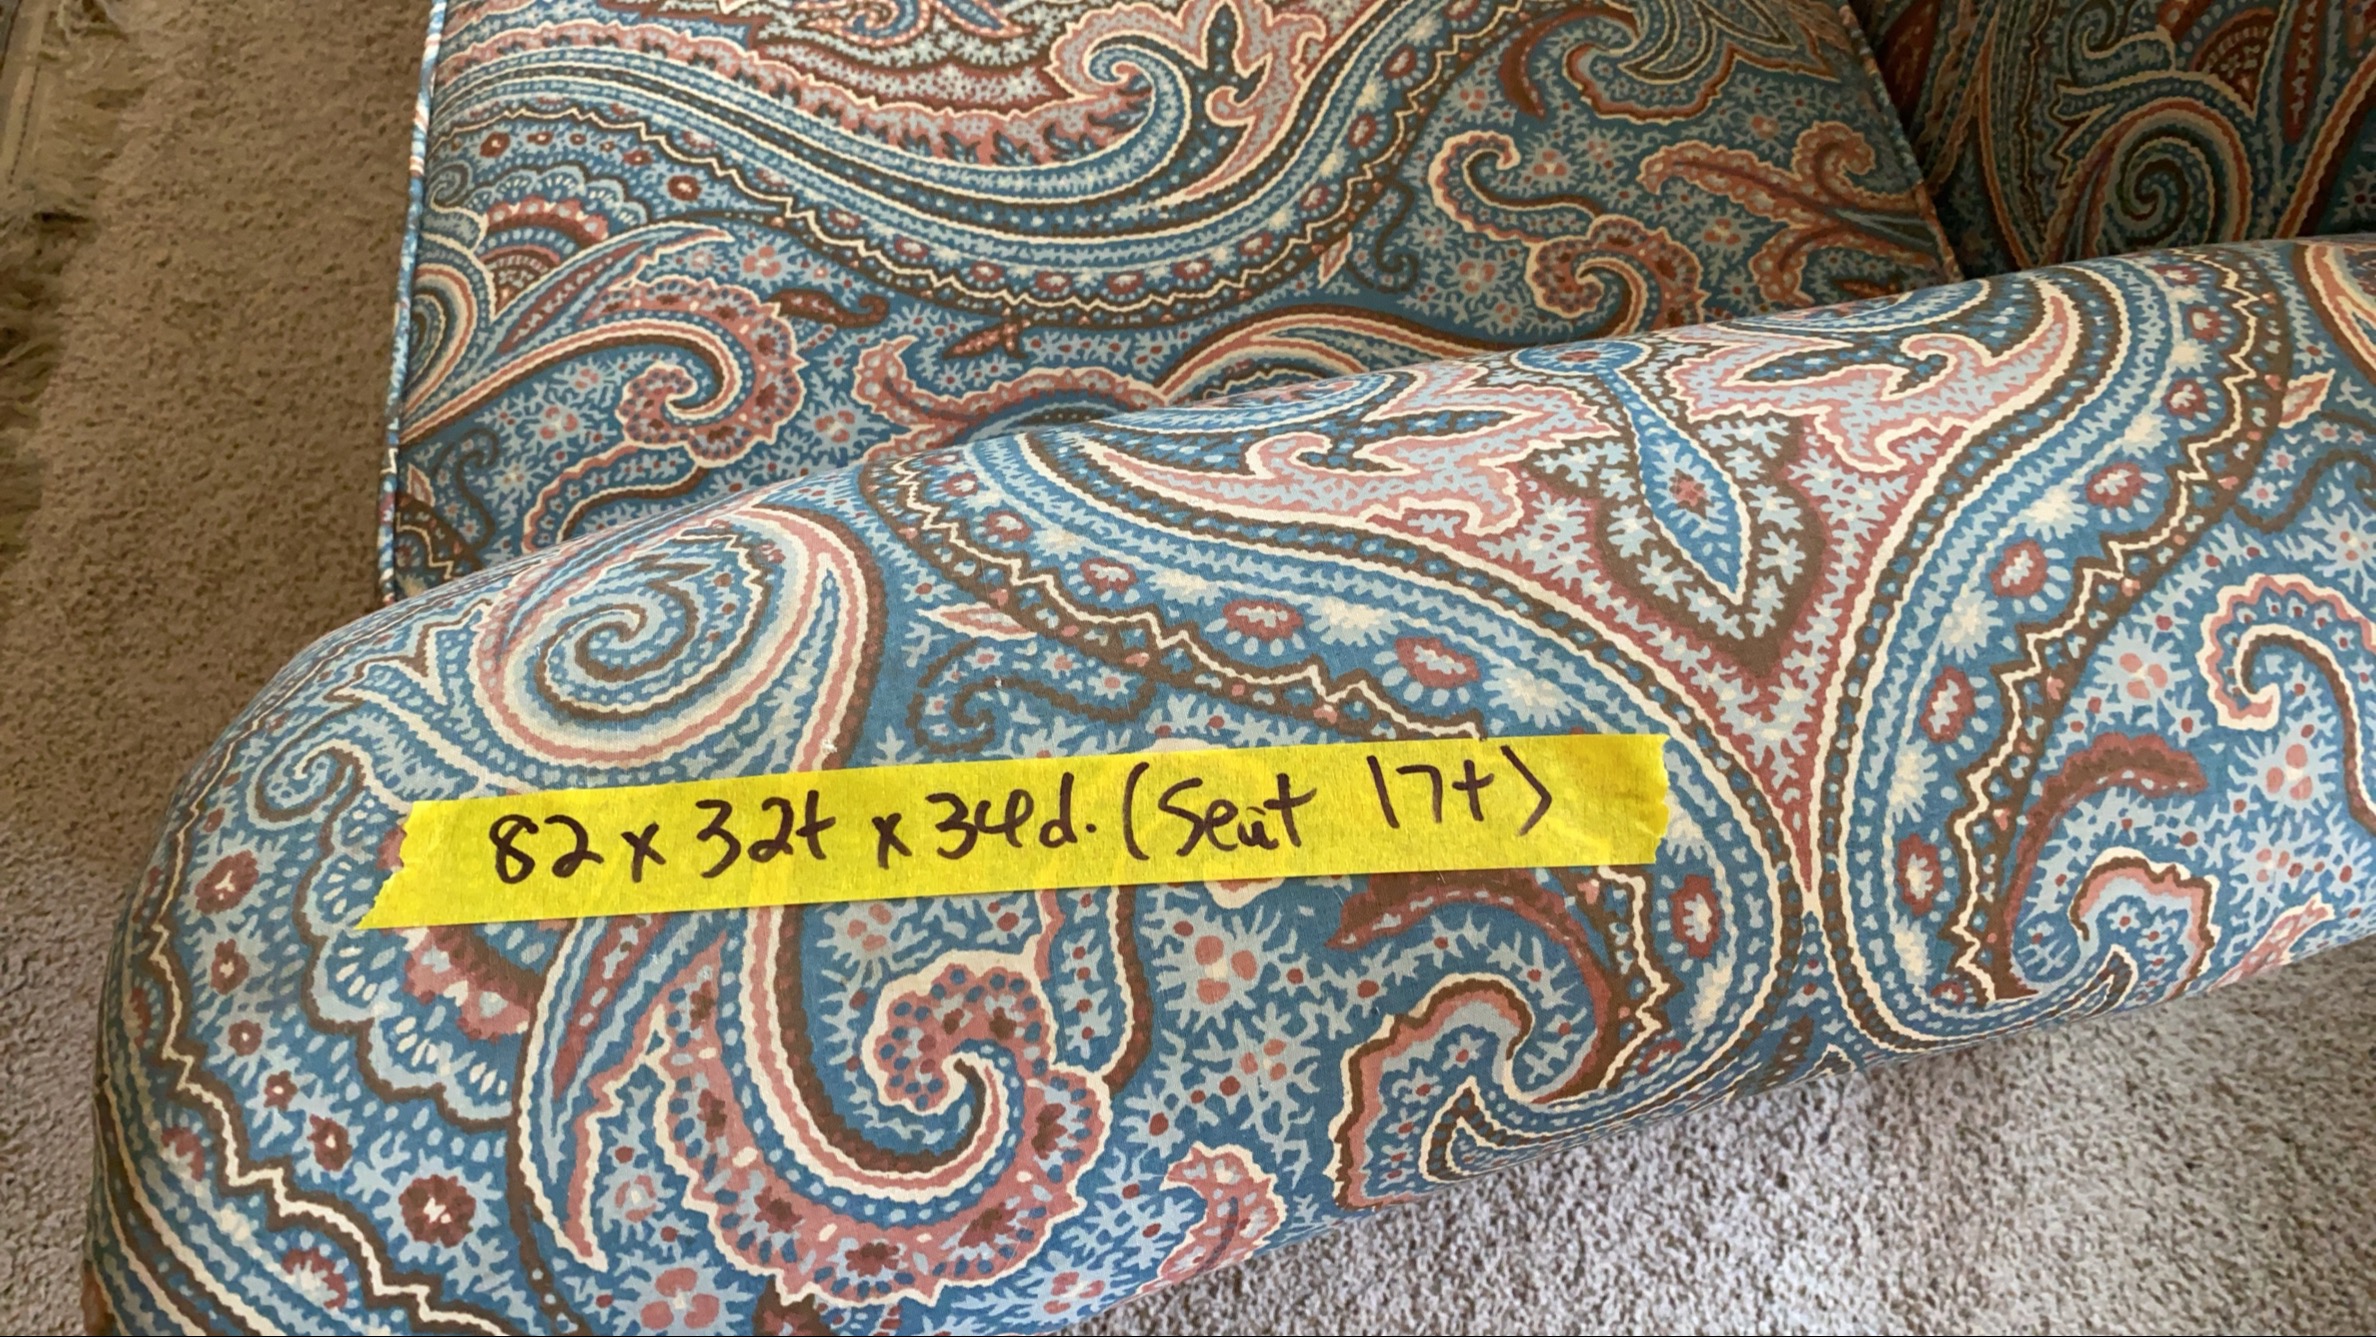 82 x 32t x 34d. (Seat 17t)